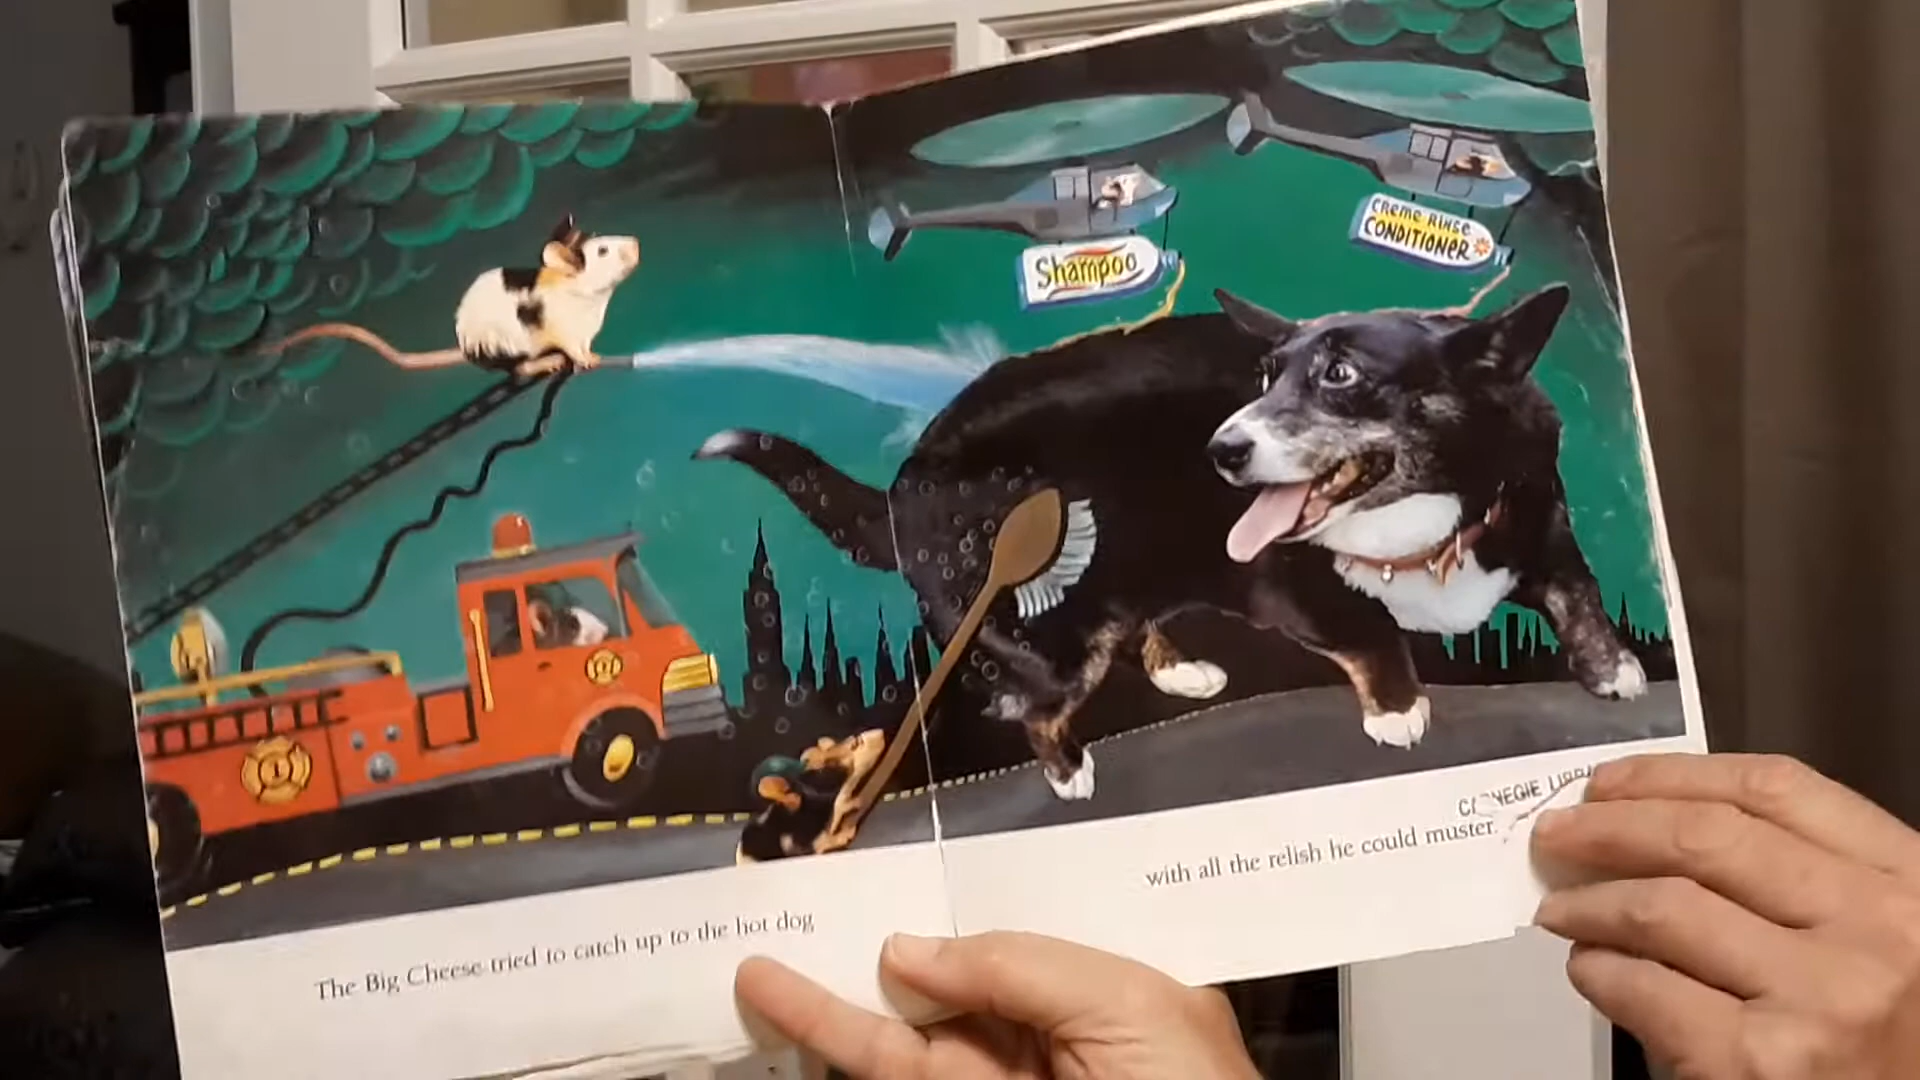 Shampoo
CREME RINSE
CONDITIONER
The Big Cheese tried to catch up to the hot dog
with all the relish he could muster.
CARNEGIE